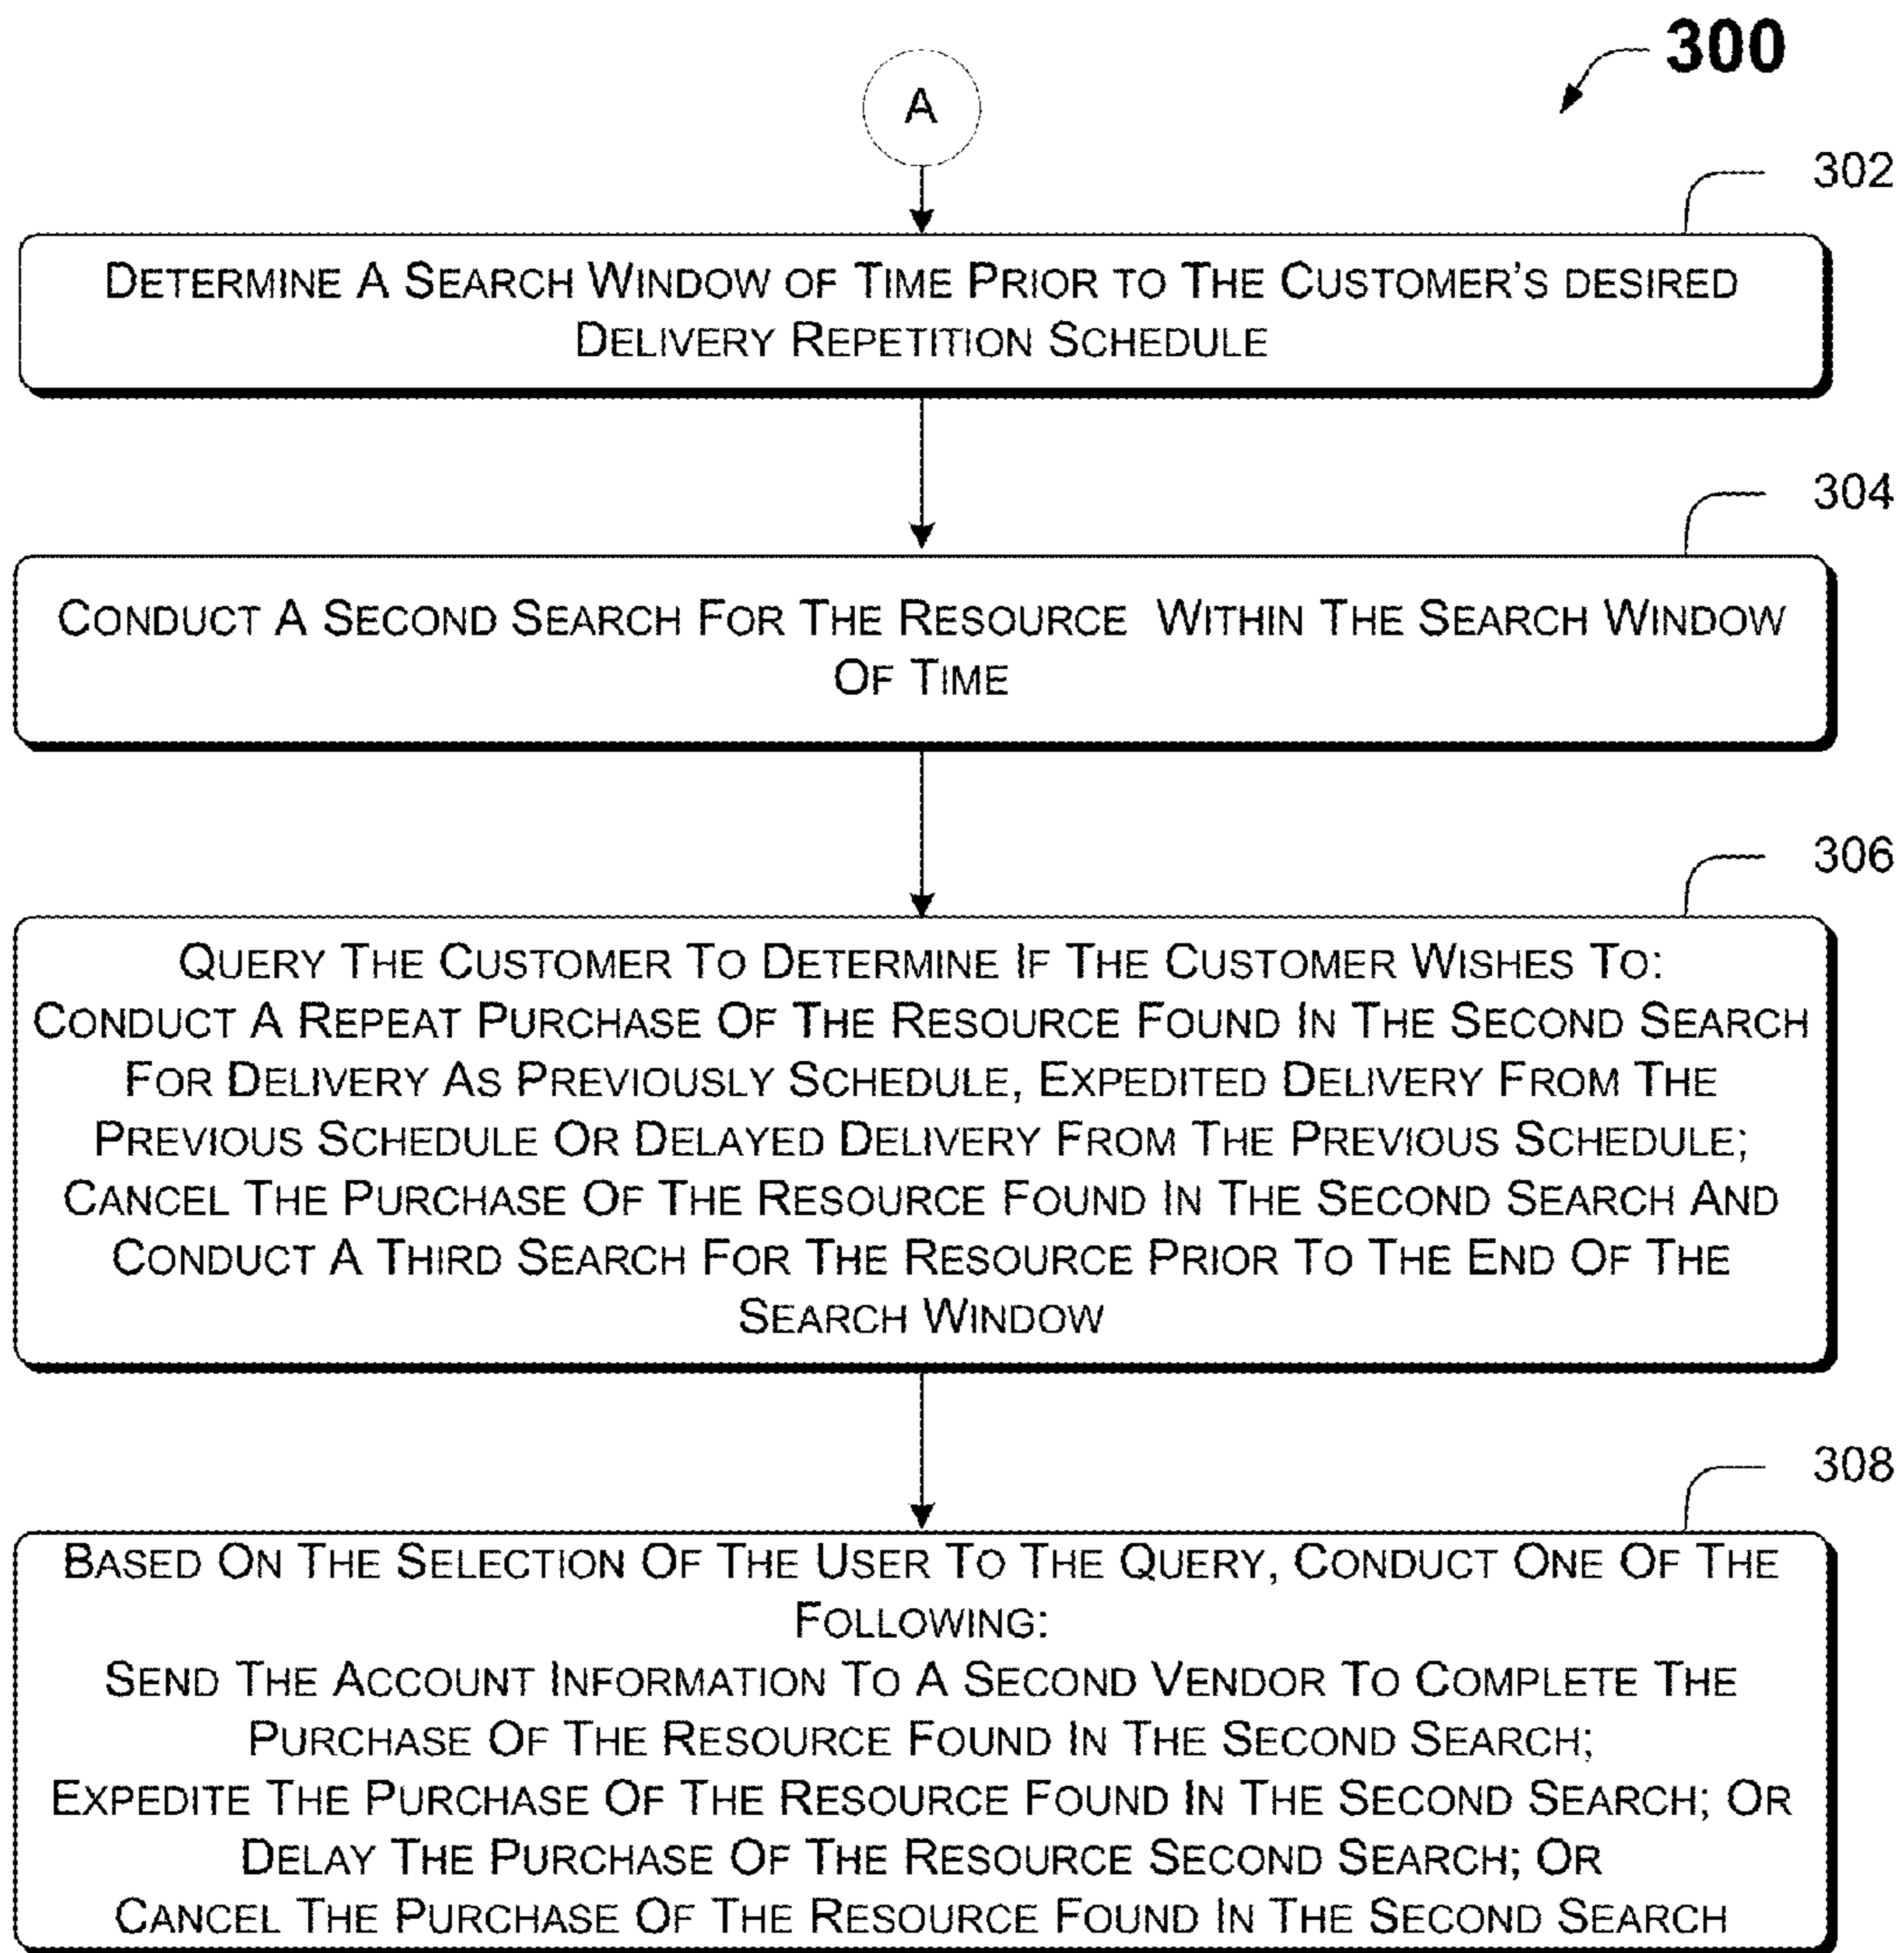 300
A
302
DETERMINE A SEARCH WINDOW OF TIME PRIOR TO THE CUSTOMER'S DESIRED
DELIVERY REPETITION SCHEDULE
304
CONDUCT A SECOND SEARCH FOR THE RESOURCE WITHIN THE SEARCH WINDOW
OF TIME
306
QUERY THE CUSTOMER TO DETERMINE IF THE CUSTOMER WISHES TO:
CONDUCT A REPEAT PURCHASE OF THE RESOURCE FOUND IN THE SECOND SEARCH
FOR DELIVERY AS PREVIOUSLY SCHEDULE, EXPEDITED DELIVERY FROM THE
PREVIOUS SCHEDULE OR DELAYED DELIVERY FROM THE PREVIOUS SCHEDULE;
CANCEL THE PURCHASE OF THE RESOURCE FOUND IN THE SECOND SEARCH AND
CONDUCT A THIRD SEARCH FOR THE RESOURCE PRIOR TO THE END OF THE
SEARCH WINDOW
308
BASED ON THE SELECTION OF THE USER TO THE QUERY, CONDUCT ONE OF THE
FOLLOWING:
SEND THE ACCOUNT INFORMATION TO A SECOND VENDOR TO COMPLETE THE
PURCHASE OF THE RESOURCE FOUND IN THE SECOND SEARCH;
EXPEDITE THE PURCHASE OF THE RESOURCE FOUND IN THE SECOND SEARCH; OR
DELAY THE PURCHASE OF THE RESOURCE SECOND SEARCH; OR
CANCEL THE PURCHASE OF THE RESOURCE FOUND IN THE SECOND SEARCH